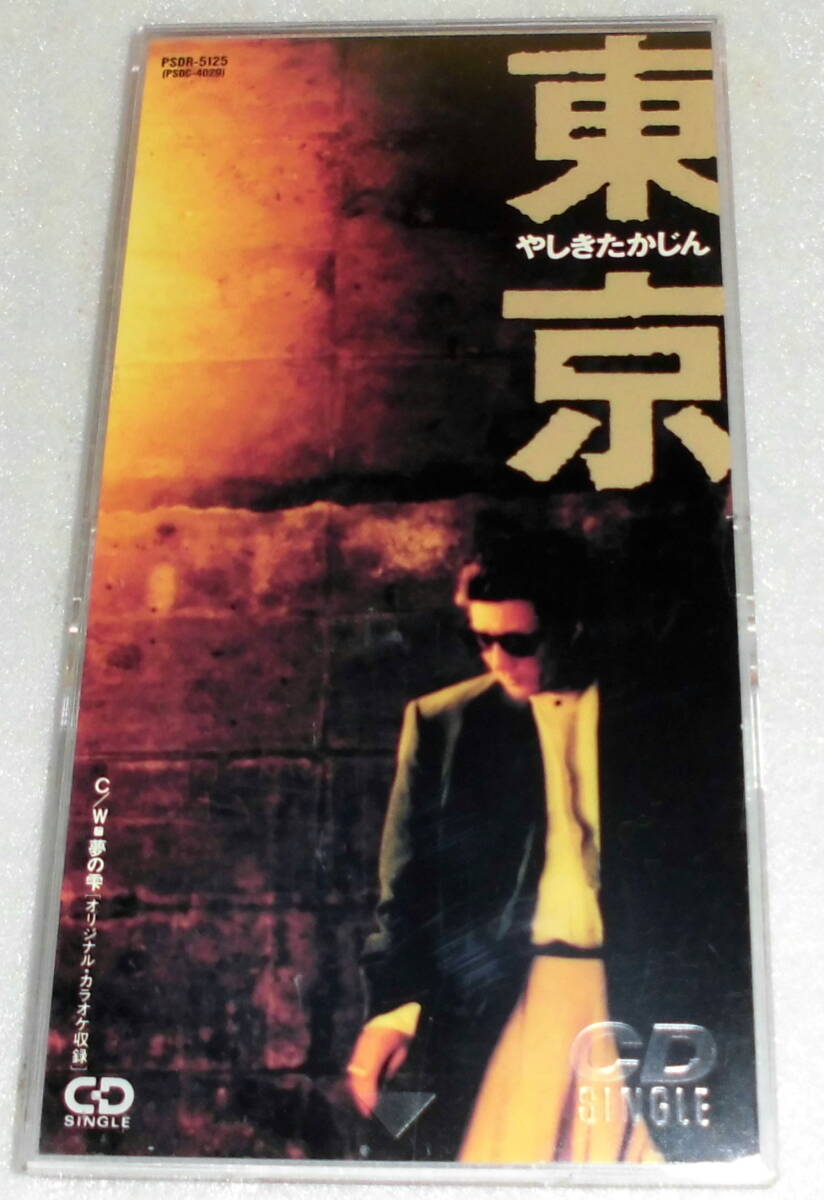 PSDR-5125
(PSDC-4029)
東京
やしきたかじん
C/W■夢の雫［オリジナル・カラオケ収録］
CD
SINGLE
CD
SINGLE